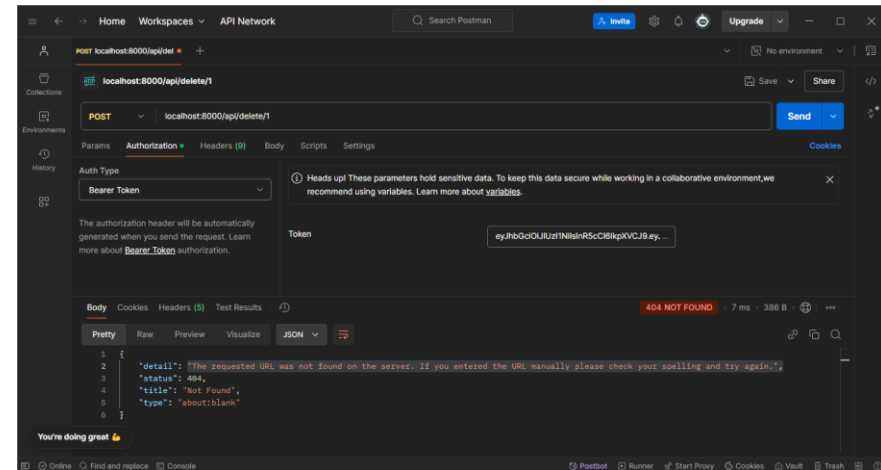 Home Workspaces API Network Search Postman Invite Upgrade
POST localhost:8000/api/del No environment
HTTP localhost:8000/api/delete/1 Save Share
Collections
POST localhost:8000/api/delete/1 Send
Environments
Params Authorization Headers (9) Body Scripts Settings Cookies
History
Auth Type
Bearer Token
Heads up! These parameters hold sensitive data. To keep this data secure while working in a collaborative environment,we
recommend using variables. Learn more about variables.
The authorization header will be automatically
generated when you send the request. Learn
more about Bearer Token authorization.
Token
Body Cookies Headers (5) Test Results 404 NOT FOUND 7 ms 386 B
Pretty Raw Preview Visualize JSON
1 {
2 "detail": "The requested URL was not found on the server. If you entered the URL manually please check your spelling and try again.",
3 "status": 404,
4 "title": "Not Found",
5 "type": "about:blank"
6 }
You're doing great
Online Find and replace Console Postbot Runner Start Proxy Cookies Vault Trash